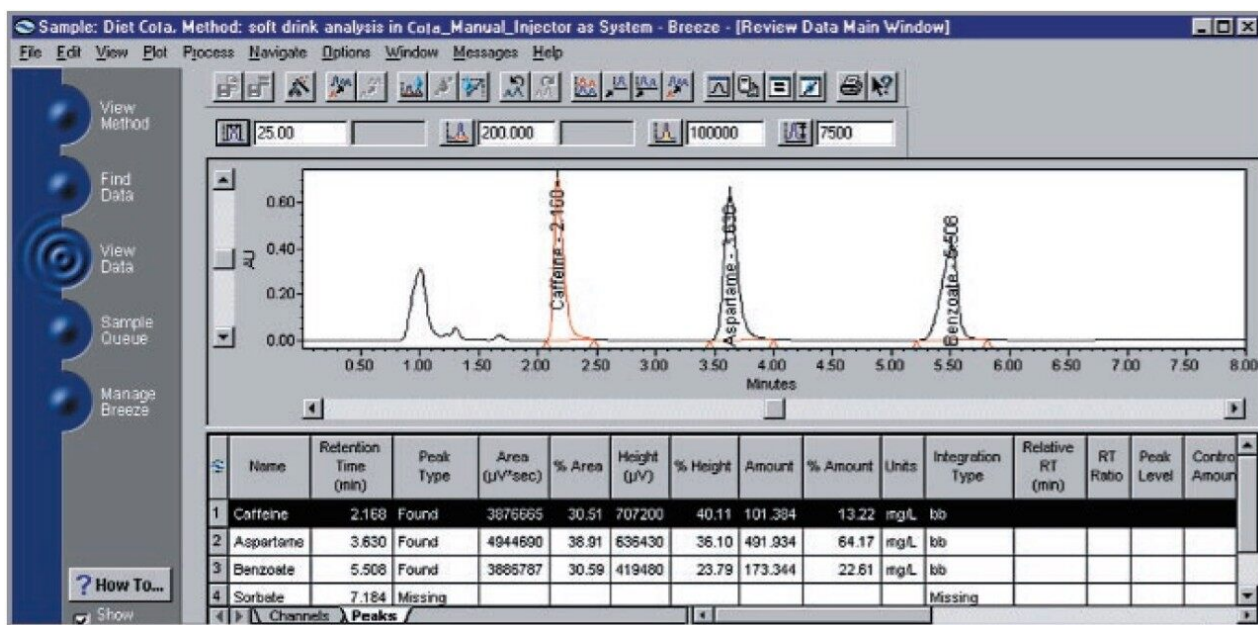 Sample: Diet Cola, Method: soft drink analysis in Cola_Manual_Injector as System - Breeze - [Review Data Main Window]
File Edit View Plot Process Navigate Options Window Messages Help
View
Method
Find
Data
View
Data
Sample
Queue
Manage
Breeze
? How To...
Show
25.00 200.000 100000 7500
AU
0.60
0.40
0.20
0.00
Caffeine - 2.168
Aspartame - 3.630
Benzoate - 5.508
0.50 1.00 1.50 2.00 2.50 3.00 3.50 4.00 4.50 5.00 5.50 6.00 6.50 7.00 7.50 8.00
Minutes
Name Retention Time (min) Peak Type Area (µV*sec) % Area Height (µV) % Height Amount % Amount Units Integration Type Relative RT (min) RT Ratio Peak Level Contro Amoun
1 Caffeine 2.168 Found 3876665 30.51 707200 40.11 101.384 13.22 mg/L bb
2 Aspartame 3.630 Found 4944690 38.91 636430 36.10 491.934 64.17 mg/L bb
3 Benzoate 5.508 Found 3886787 30.59 419480 23.79 173.344 22.61 mg/L bb
4 Sorbate 7.184 Missing Missing
Channels Peaks